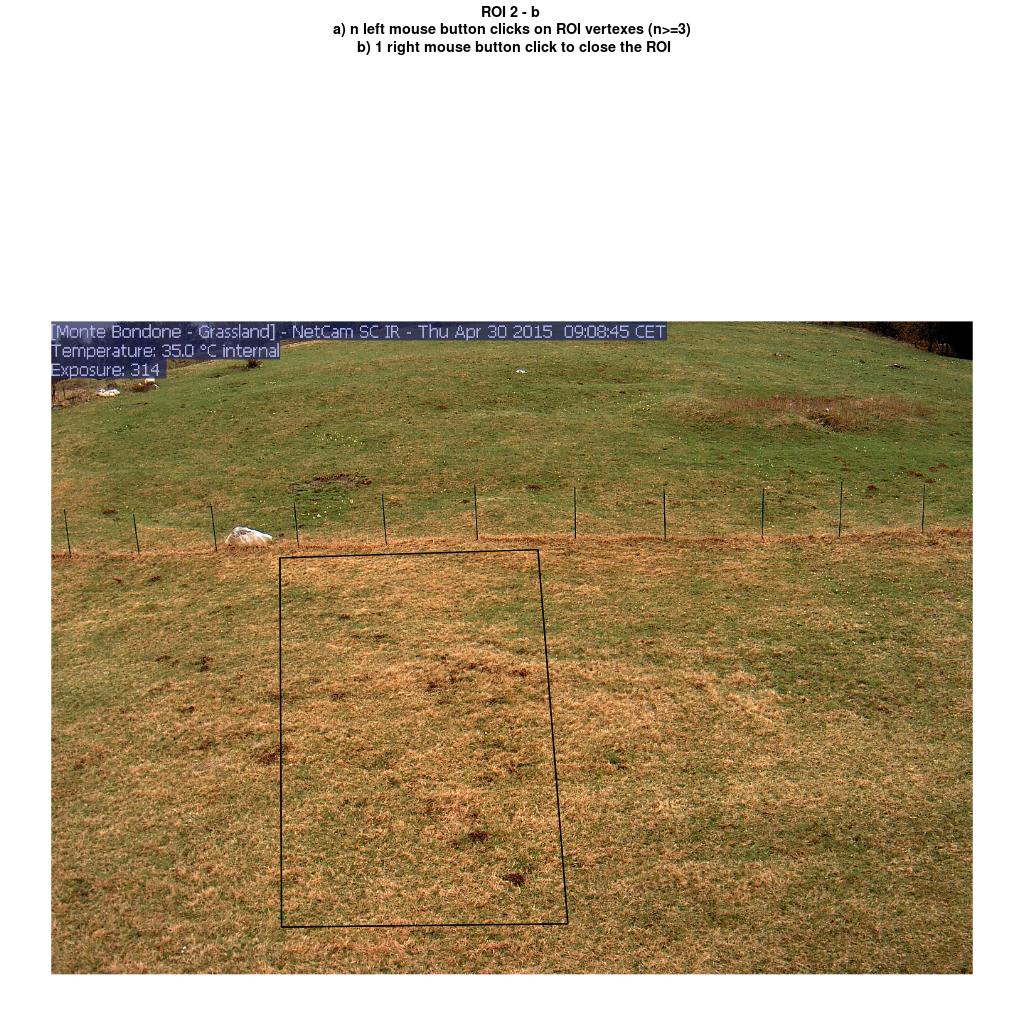 ROI 2 - b
a) n left mouse button clicks on ROI vertexes (n>=3)
b) 1 right mouse button click to close the ROI
[Monte Bondone - Grassland] - NetCam SC IR - Thu Apr 30 2015 09:08:45 CET
Temperature: 35.0 °C internal
Exposure: 314